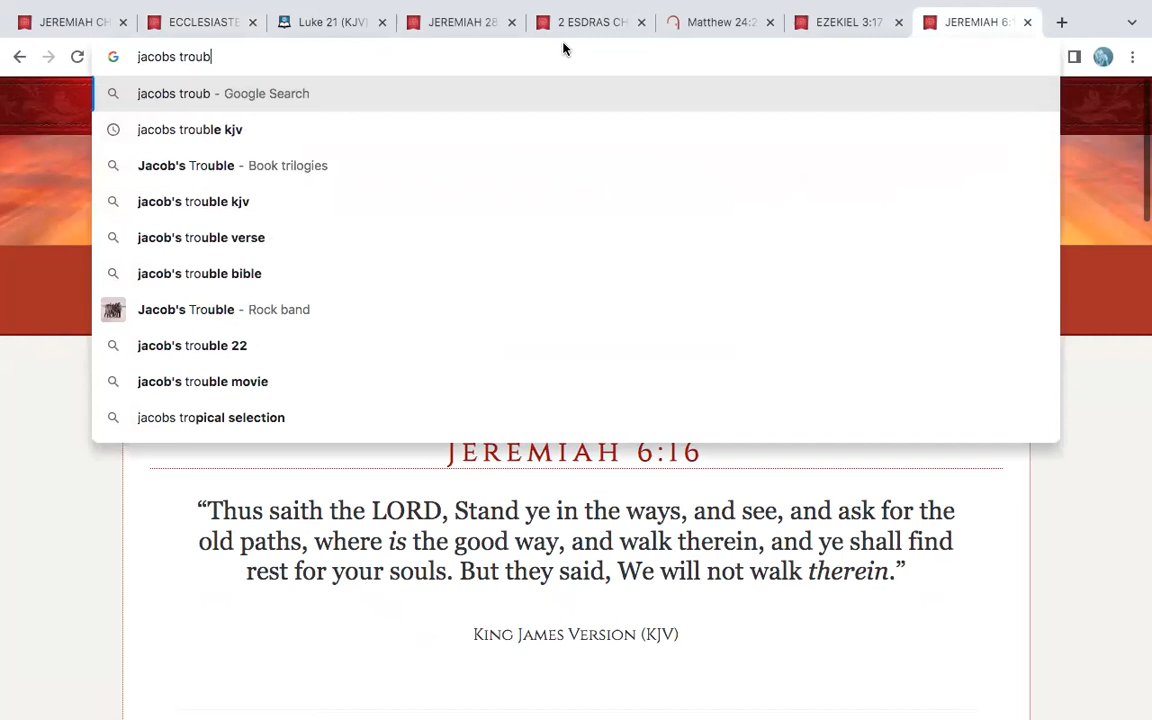 JEREMIAH CH
ECCLESIASTE
Luke 21 (KJV)
JEREMIAH 28
2 ESDRAS CH
Matthew 24:2
EZEKIEL 3:17
JEREMIAH 6:1
jacobs troub
jacobs troub - Google Search
jacobs trouble kjv
Jacob's Trouble - Book trilogies
jacob's trouble kjv
jacob's trouble verse
jacob's trouble bible
Jacob's Trouble - Rock band
jacob's trouble 22
jacob's trouble movie
jacobs tropical selection
JEREMIAH 6:16
“Thus saith the LORD, Stand ye in the ways, and see, and ask for the
old paths, where is the good way, and walk therein, and ye shall find
rest for your souls. But they said, We will not walk therein.”
King James Version (KJV)